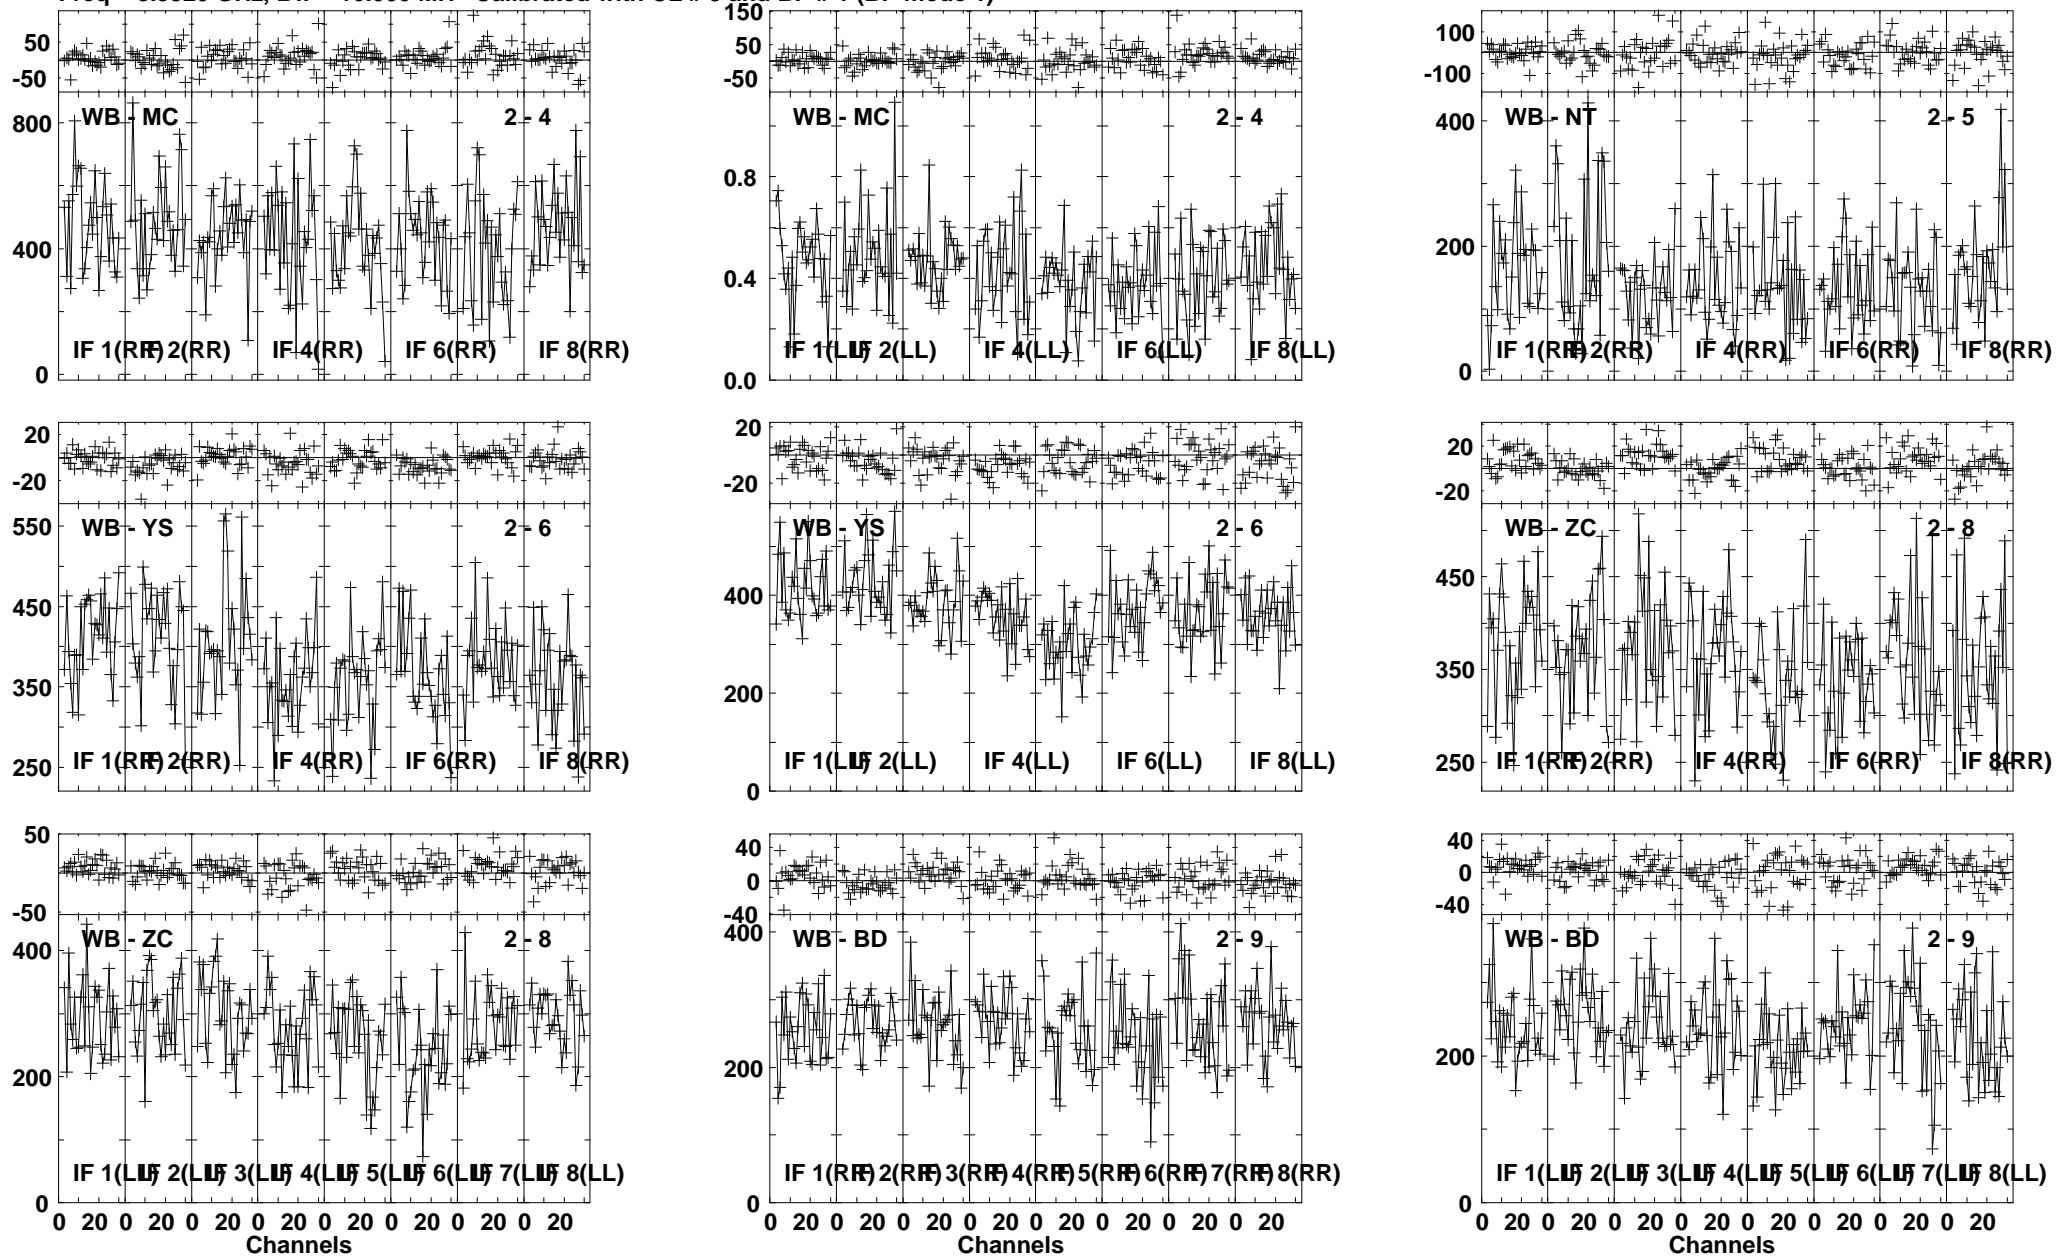 150
50 50 100
-50 -50 -100
WB - MC 2 - 4 WB - MC 2 - 4 WB - NT 2 - 5
800 0.8 400
400 0.4 200
IF 1(RR) IF 2(RR) IF 4(RR) IF 6(RR) IF 8(RR) IF 1(LL) IF 2(LL) IF 4(LL) IF 6(LL) IF 8(LL) IF 1(RR) IF 2(RR) IF 4(RR) IF 6(RR) IF 8(RR)
0 0.0 0
20 20 20
-20 -20 -20
WB - YS 2 - 6 WB - YS 2 - 6 WB - ZC 2 - 8
550 400 450
450 200 350
350
250 250
IF 1(RR) IF 2(RR) IF 4(RR) IF 6(RR) IF 8(RR) IF 1(LL) IF 2(LL) IF 4(LL) IF 6(LL) IF 8(LL) IF 1(RR) IF 2(RR) IF 4(RR) IF 6(RR) IF 8(RR)
0
50 40 40
0 0
-50 -40 -40
WB - ZC 2 - 8 WB - BD 2 - 9 WB - BD 2 - 9
400 400
200 200 200
IF 1(LL) IF 2(LL) IF 3(LL) IF 4(LL) IF 5(LL) IF 6(LL) IF 7(LL) IF 8(LL) IF 1(RR) IF 2(RR) IF 3(RR) IF 4(RR) IF 5(RR) IF 6(RR) IF 7(RR) IF 8(RR) IF 1(LL) IF 2(LL) IF 3(LL) IF 4(LL) IF 5(LL) IF 6(LL) IF 7(LL) IF 8(LL)
0 0 0
0 20 0 20 0 20 0 20 0 20 0 20 0 20 0 20 0 20 0 20 0 20 0 20 0 20 0 20 0 20 0 20 0 20 0 20 0 20 0 20 0 20 0 20 0 20 0 20
Channels Channels Channels